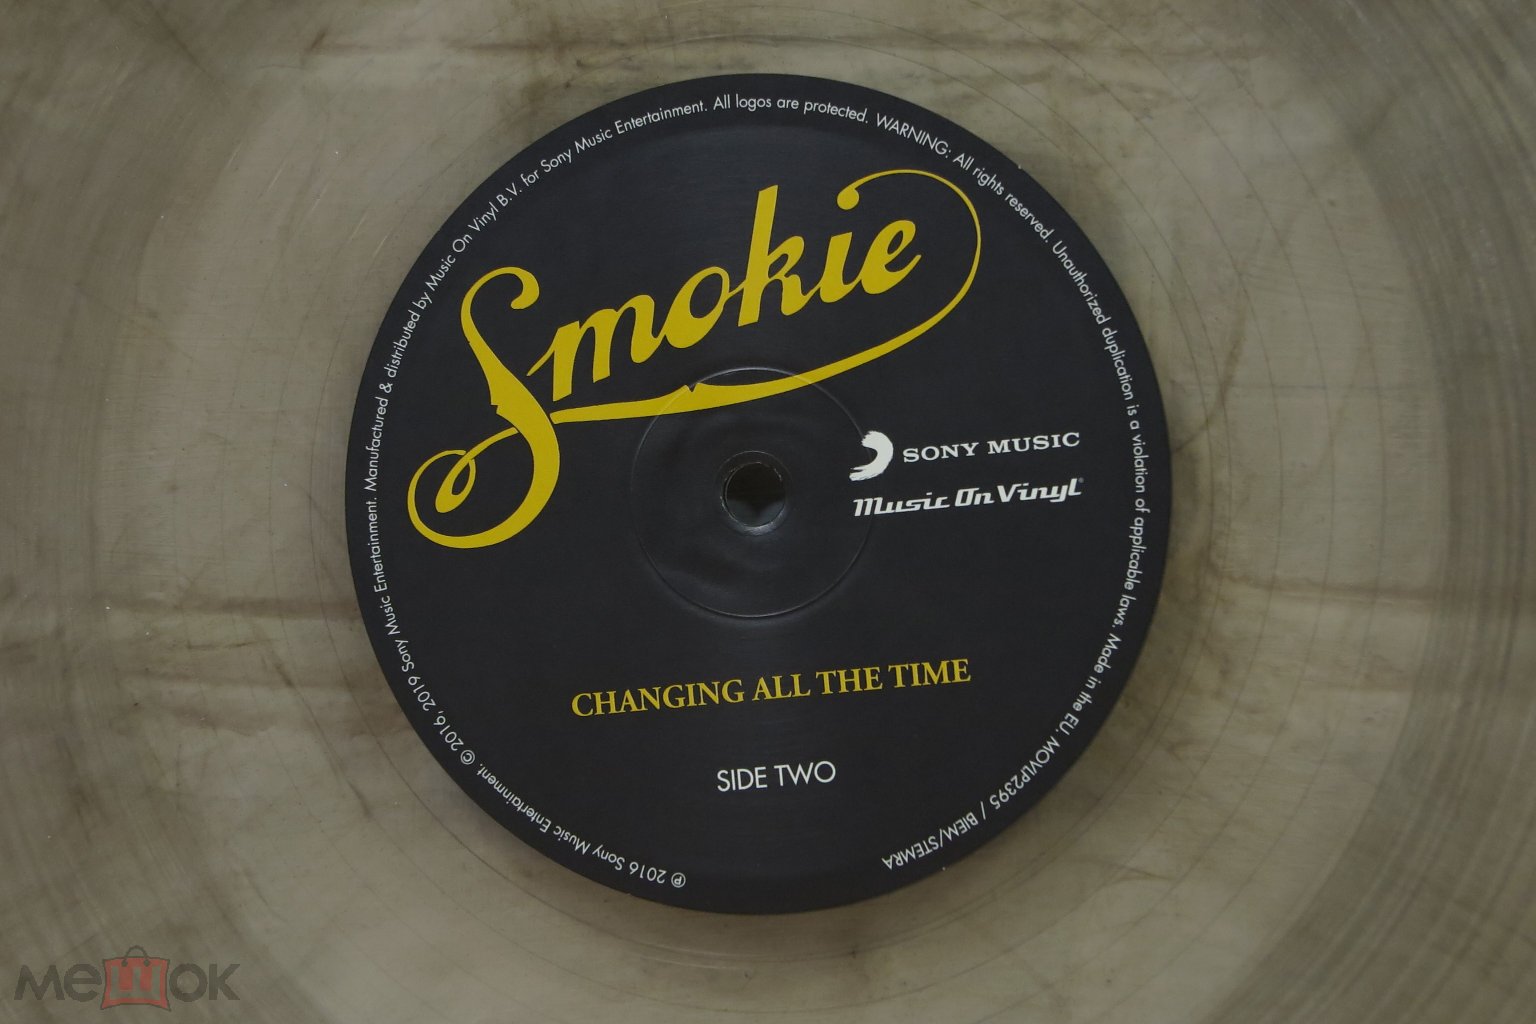 Smokie
SONY MUSIC
Music On Vinyl®
CHANGING ALL THE TIME
SIDE TWO
℗ 2016 Sony Music Entertainment. © 2016, 2019 Sony Music Entertainment. Manufactured & distributed by Music On Vinyl B.V. for Sony Music Entertainment. All logos are protected. WARNING: All rights reserved. Unauthorized duplication is a violation of applicable laws. Made in the EU. MOVLP2395 / BIEM/STEMRA
мешок